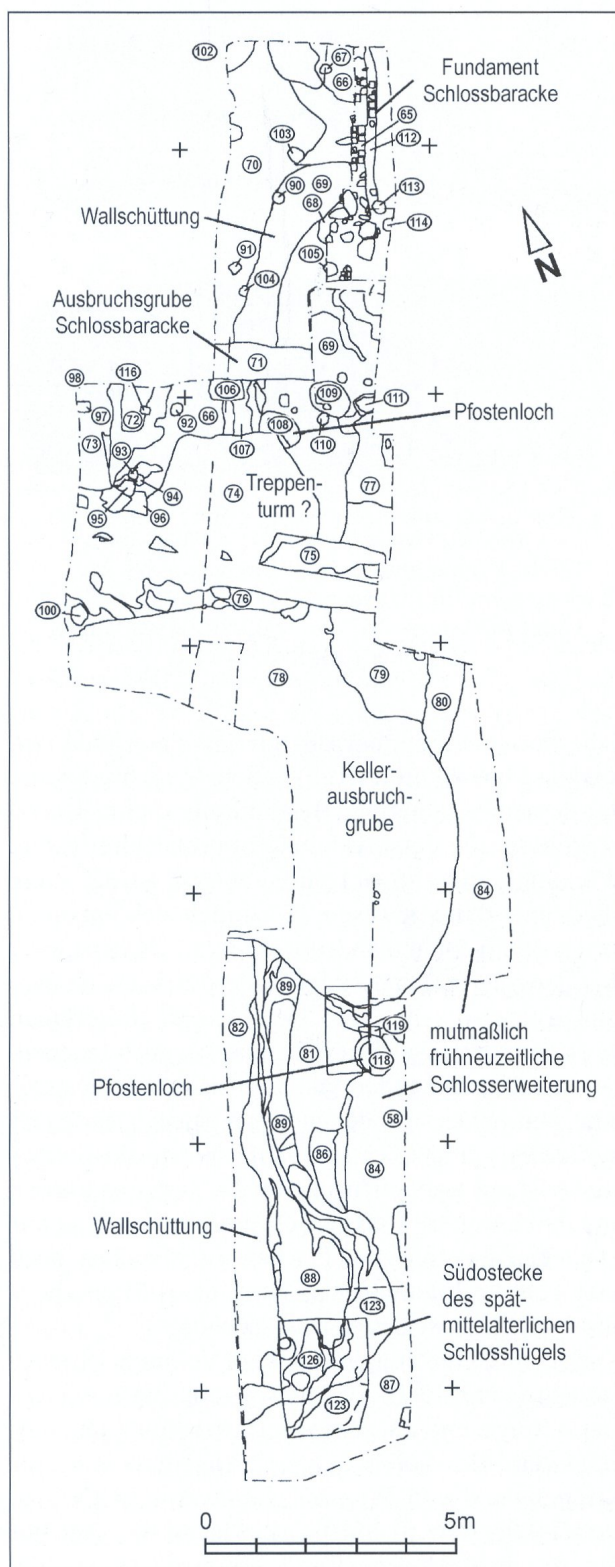 102
67
66
Fundament
Schlossbaracke
65
112
103
70
90
69
68
113
114
Wallschüttung
91
104
105
N
Ausbruchsgrube
Schlossbaracke
71
69
98
116
106
109
111
97
72
92
66
107
108
110
Pfostenloch
73
93
94
95
96
74
Treppen-
turm ?
77
75
76
100
78
79
80
Keller-
ausbruch-
grube
84
89
82
81
119
118
mutmaßlich
frühneuzeitliche
Schlosserweiterung
Pfostenloch
58
89
86
84
Wallschüttung
88
123
Südostecke
des spät-
mittelalterlichen
Schlosshügels
126
87
123
0
5m